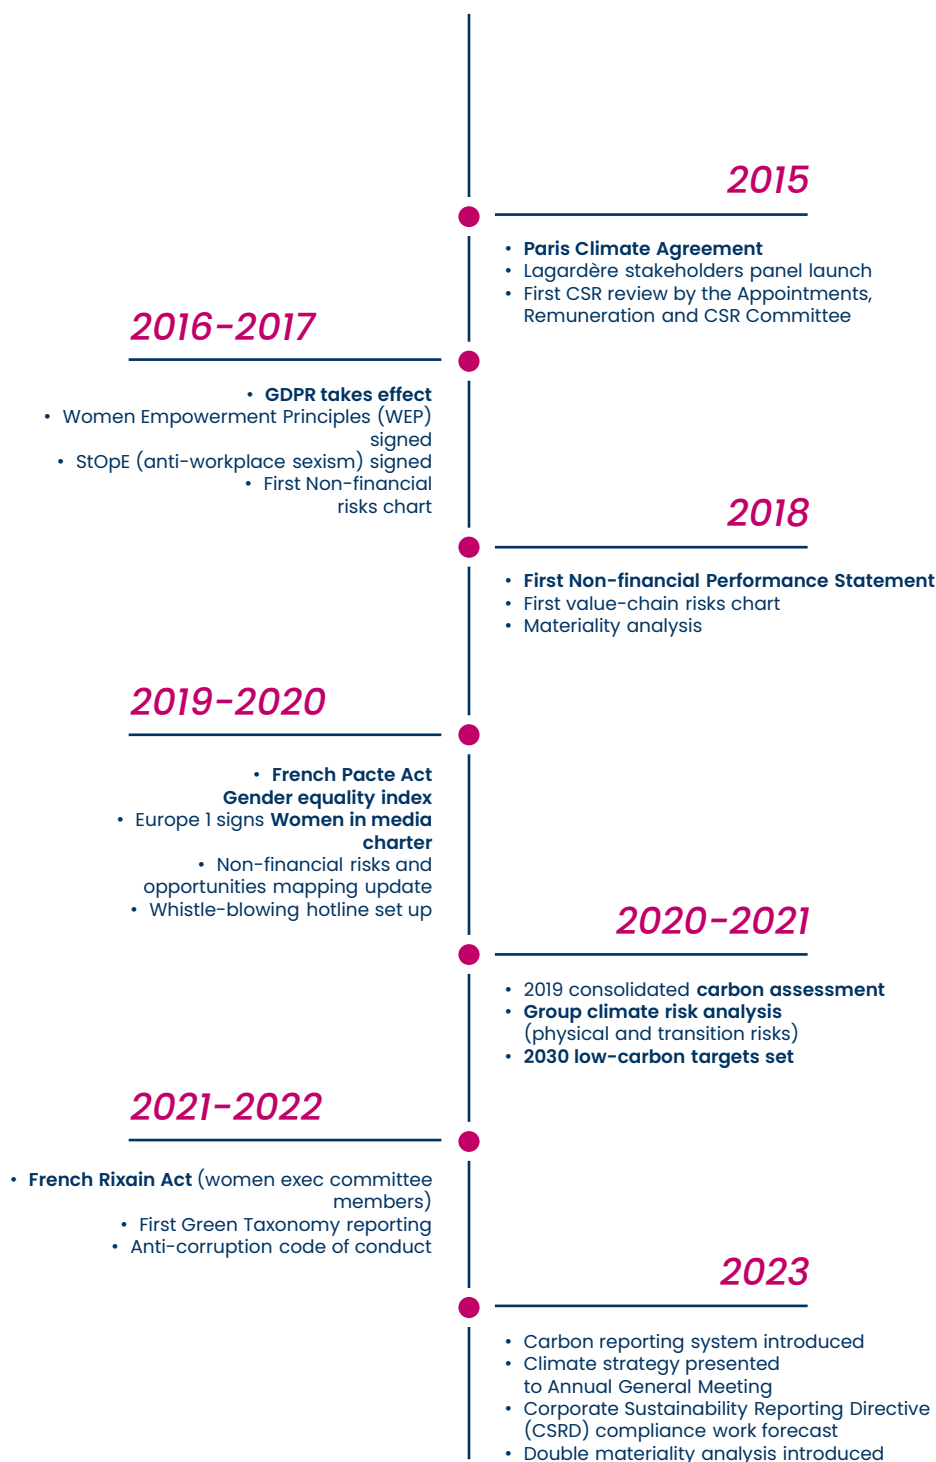 2015
• Paris Climate Agreement
• Lagardère stakeholders panel launch
• First CSR review by the Appointments,
Remuneration and CSR Committee
2016-2017
• GDPR takes effect
• Women Empowerment Principles (WEP)
signed
• StOpE (anti-workplace sexism) signed
• First Non-financial
risks chart
2018
• First Non-financial Performance Statement
• First value-chain risks chart
• Materiality analysis
2019-2020
• French Pacte Act
Gender equality index
• Europe 1 signs Women in media
charter
• Non-financial risks and
opportunities mapping update
• Whistle-blowing hotline set up
2020-2021
• 2019 consolidated carbon assessment
• Group climate risk analysis
(physical and transition risks)
• 2030 low-carbon targets set
2021-2022
• French Rixain Act (women exec committee
members)
• First Green Taxonomy reporting
• Anti-corruption code of conduct
2023
• Carbon reporting system introduced
• Climate strategy presented
to Annual General Meeting
• Corporate Sustainability Reporting Directive
(CSRD) compliance work forecast
• Double materiality analysis introduced